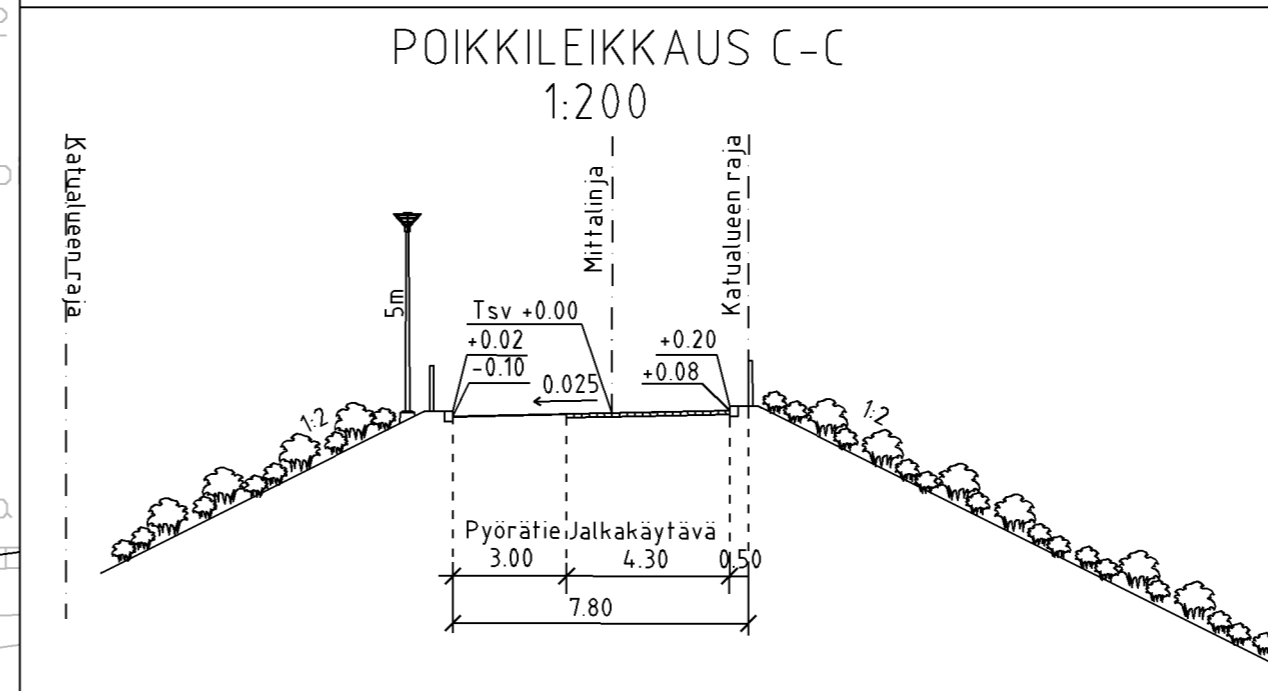 POIKKILEIKKAUS C-C
1:200
Katualueen raja
Mittalinja
Katualueen raja
5m
Tsv +0.00
+0.02
-0.10
0.025
+0.20
+0.08
1:2
1:2
Pyörätie Jalkakäytävä
3.00 4.30 0.50
7.80